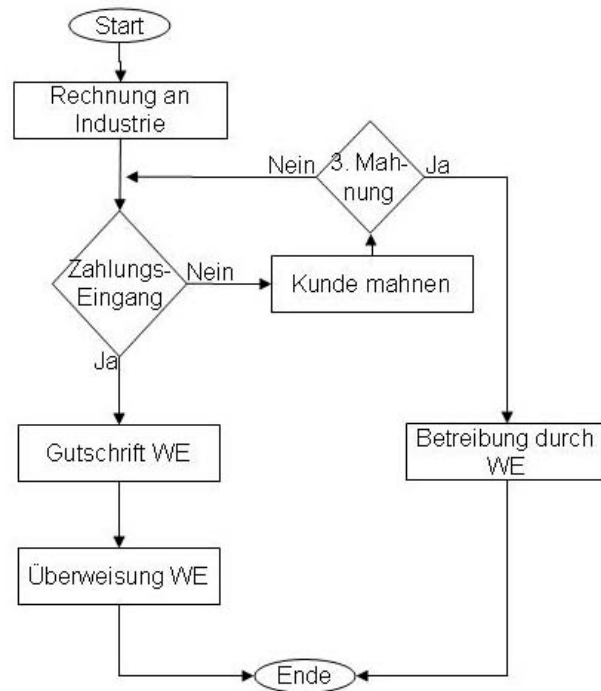 Start
Rechnung an
Industrie
Nein
3. Mah-
nung
Ja
Zahlungs-
Eingang
Nein
Kunde mahnen
Ja
Gutschrift WE
Betreibung durch
WE
Überweisung WE
Ende